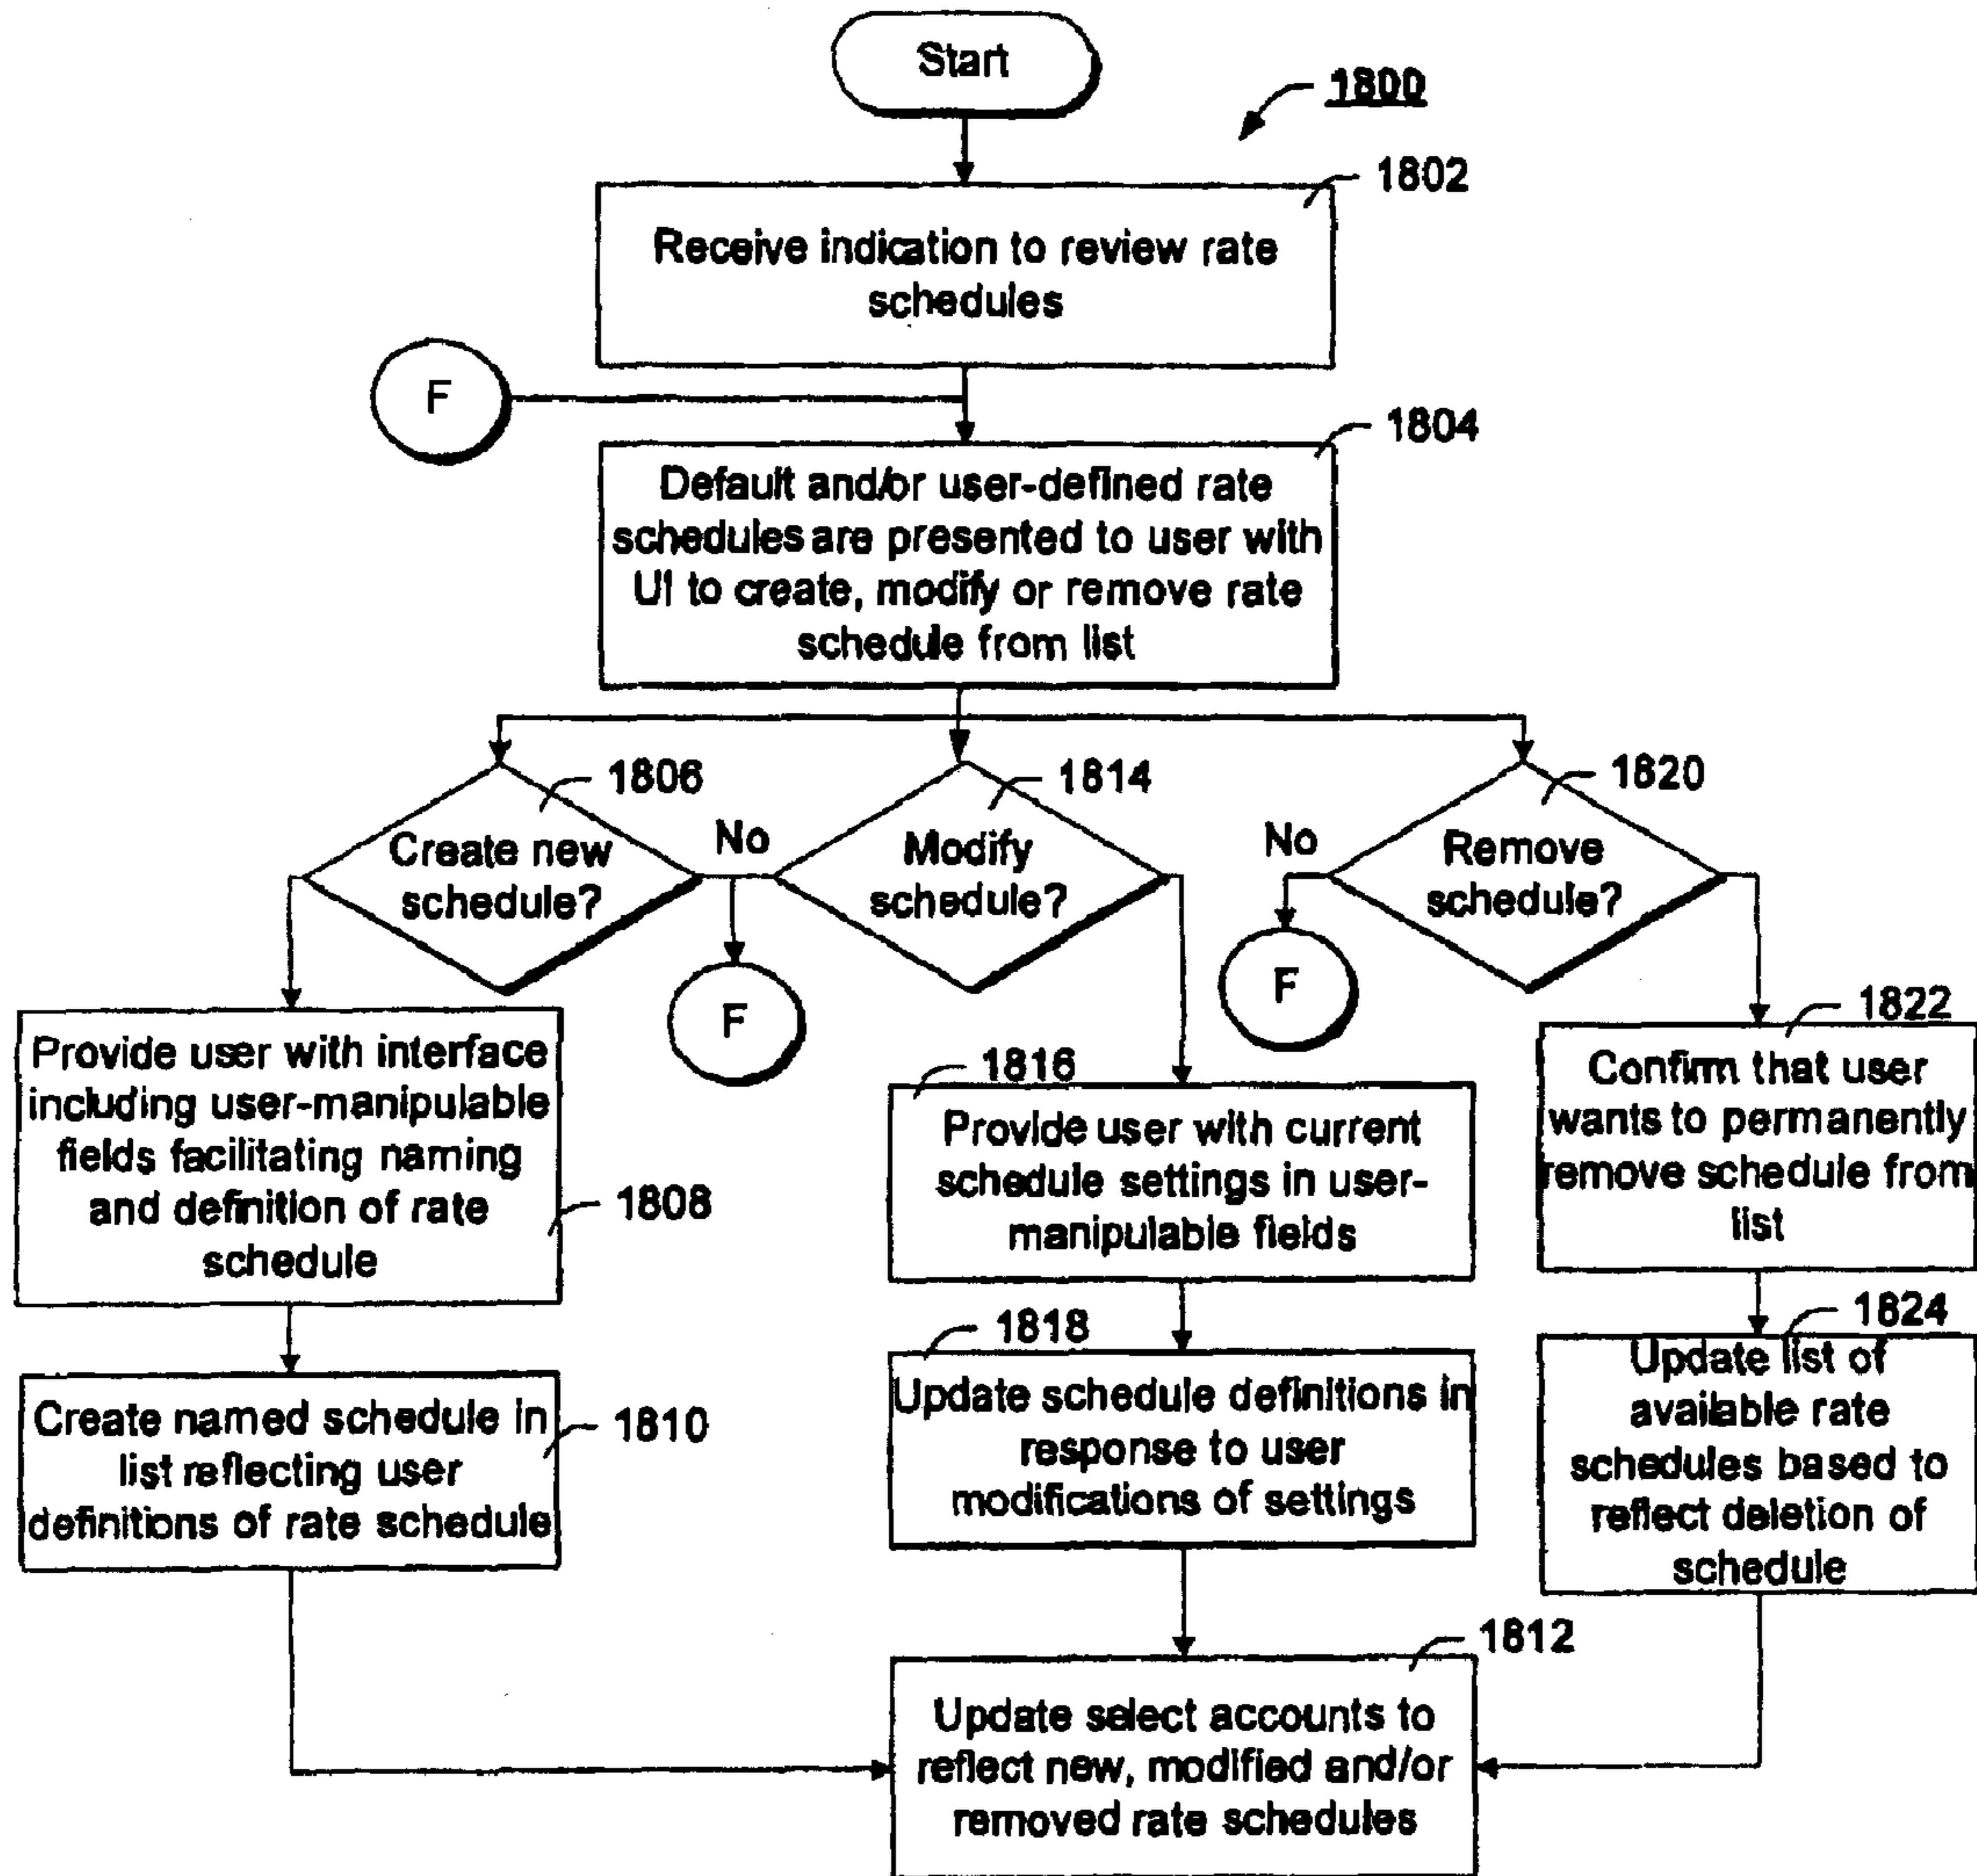 Start
1800
1802
Receive indication to review rate
schedules
F
1804
Default and/or user-defined rate
schedules are presented to user with
UI to create, modify or remove rate
schedule from list
1806
Create new
schedule?
No
1814
Modify
schedule?
1820
No
Remove
schedule?
F
F
Provide user with interface
including user-manipulable
fields facilitating naming
and definition of rate
schedule
1808
1816
Provide user with current
schedule settings in user-
manipulable fields
1822
Confirm that user
wants to permanently
remove schedule from
list
Create named schedule in
list reflecting user
definitions of rate schedule
1810
1818
Update schedule definitions in
response to user
modifications of settings
1824
Update list of
available rate
schedules based to
reflect deletion of
schedule
1812
Update select accounts to
reflect new, modified and/or
removed rate schedules